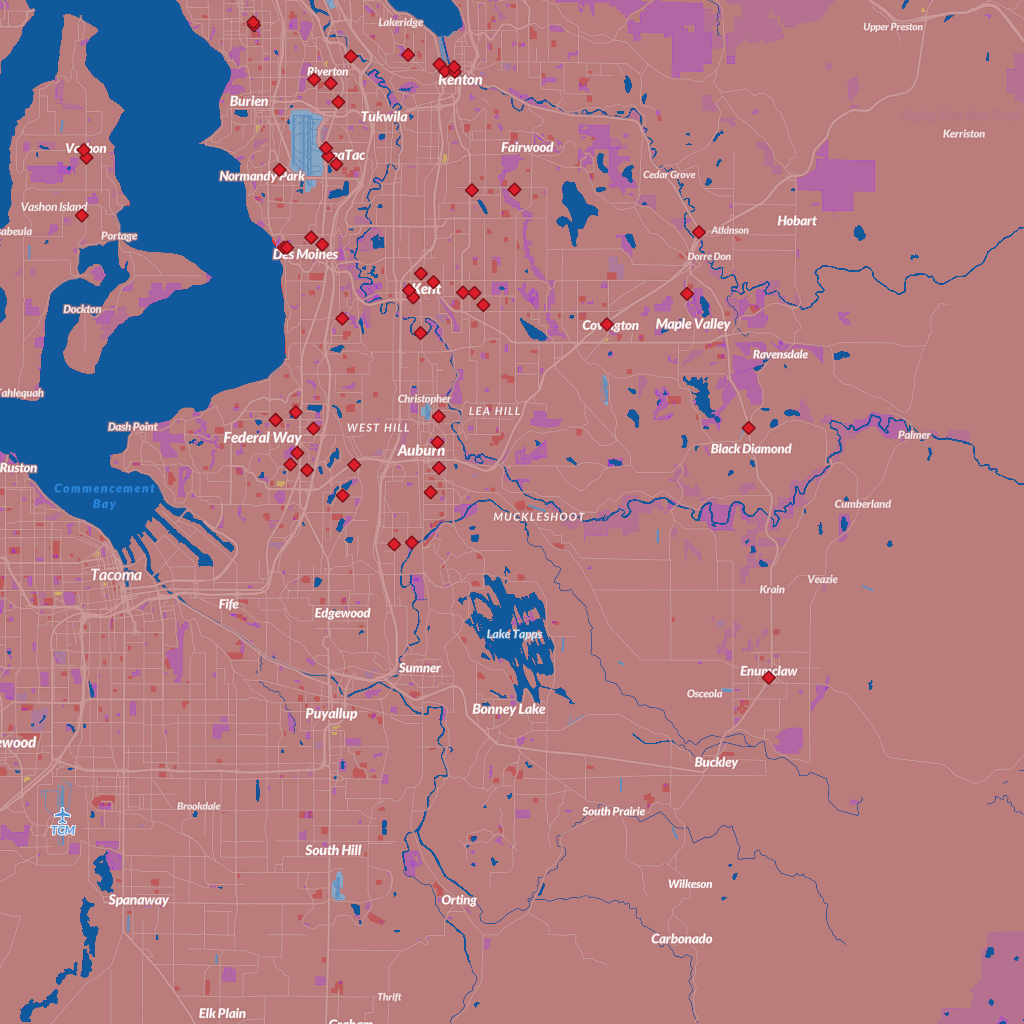 Lakeridge
Upper Preston
Riverton
Renton
Burien
Tukwila
Kerriston
Fairwood
SeaTac
Normandy Park
Cedar Grove
Vashon Island
Hobart
Portage
Atkinson
Des Moines
Dorre Don
Kent
Dockton
Maple Valley
Ravensdale
Christopher
LEA HILL
Dash Point
WEST HILL
Federal Way
Palmer
Auburn
Black Diamond
Ruston
Commencement
Bay
Cumberland
MUCKLESHOOT
Tacoma
Veazie
Krain
Fife
Edgewood
Lake Tapps
Sumner
Enumclaw
Osceola
Bonney Lake
Puyallup
ewood
Buckley
Brookdale
South Prairie
TCM
South Hill
Wilkeson
Spanaway
Orting
Carbonado
Thrift
Elk Plain
Graham